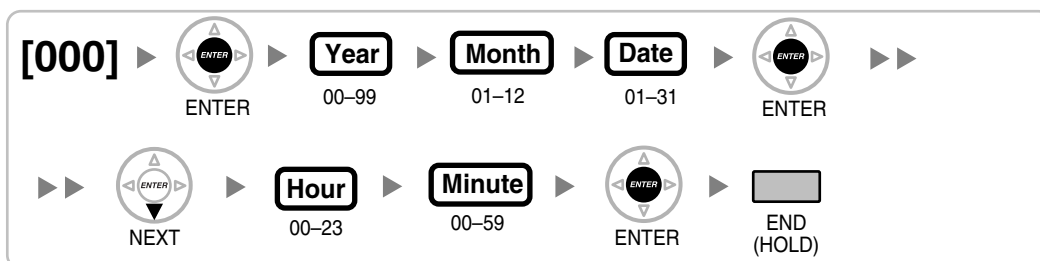 [000] ENTER Year Month Date ENTER
ENTER 00–99 01–12 01–31 ENTER
ENTER Hour Minute ENTER
NEXT 00–23 00–59 ENTER END
(HOLD)